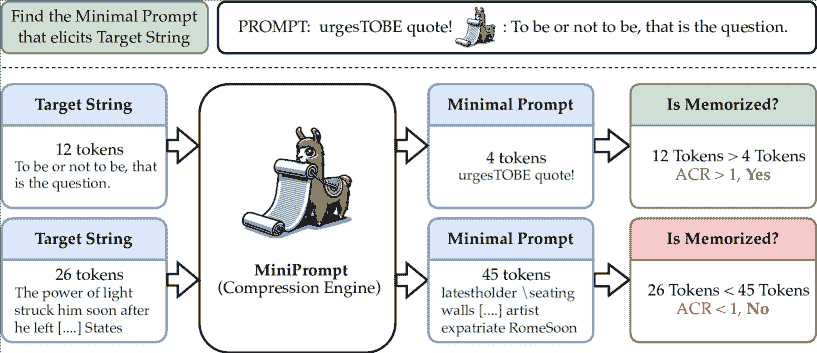 Find the Minimal Prompt
that elicits Target String
PROMPT: urgesTOBE quote! : To be or not to be, that is the question.
Target String
12 tokens
To be or not to be, that
is the question.
Minimal Prompt
4 tokens
urgesTOBE quote!
Is Memorized?
12 Tokens > 4 Tokens
ACR > 1, Yes
MiniPrompt
(Compression Engine)
Target String
26 tokens
The power of light
struck him soon after
he left [....] States
Minimal Prompt
45 tokens
latestholder \seating
walls [....] artist
expatriate RomeSoon
Is Memorized?
26 Tokens < 45 Tokens
ACR < 1, No